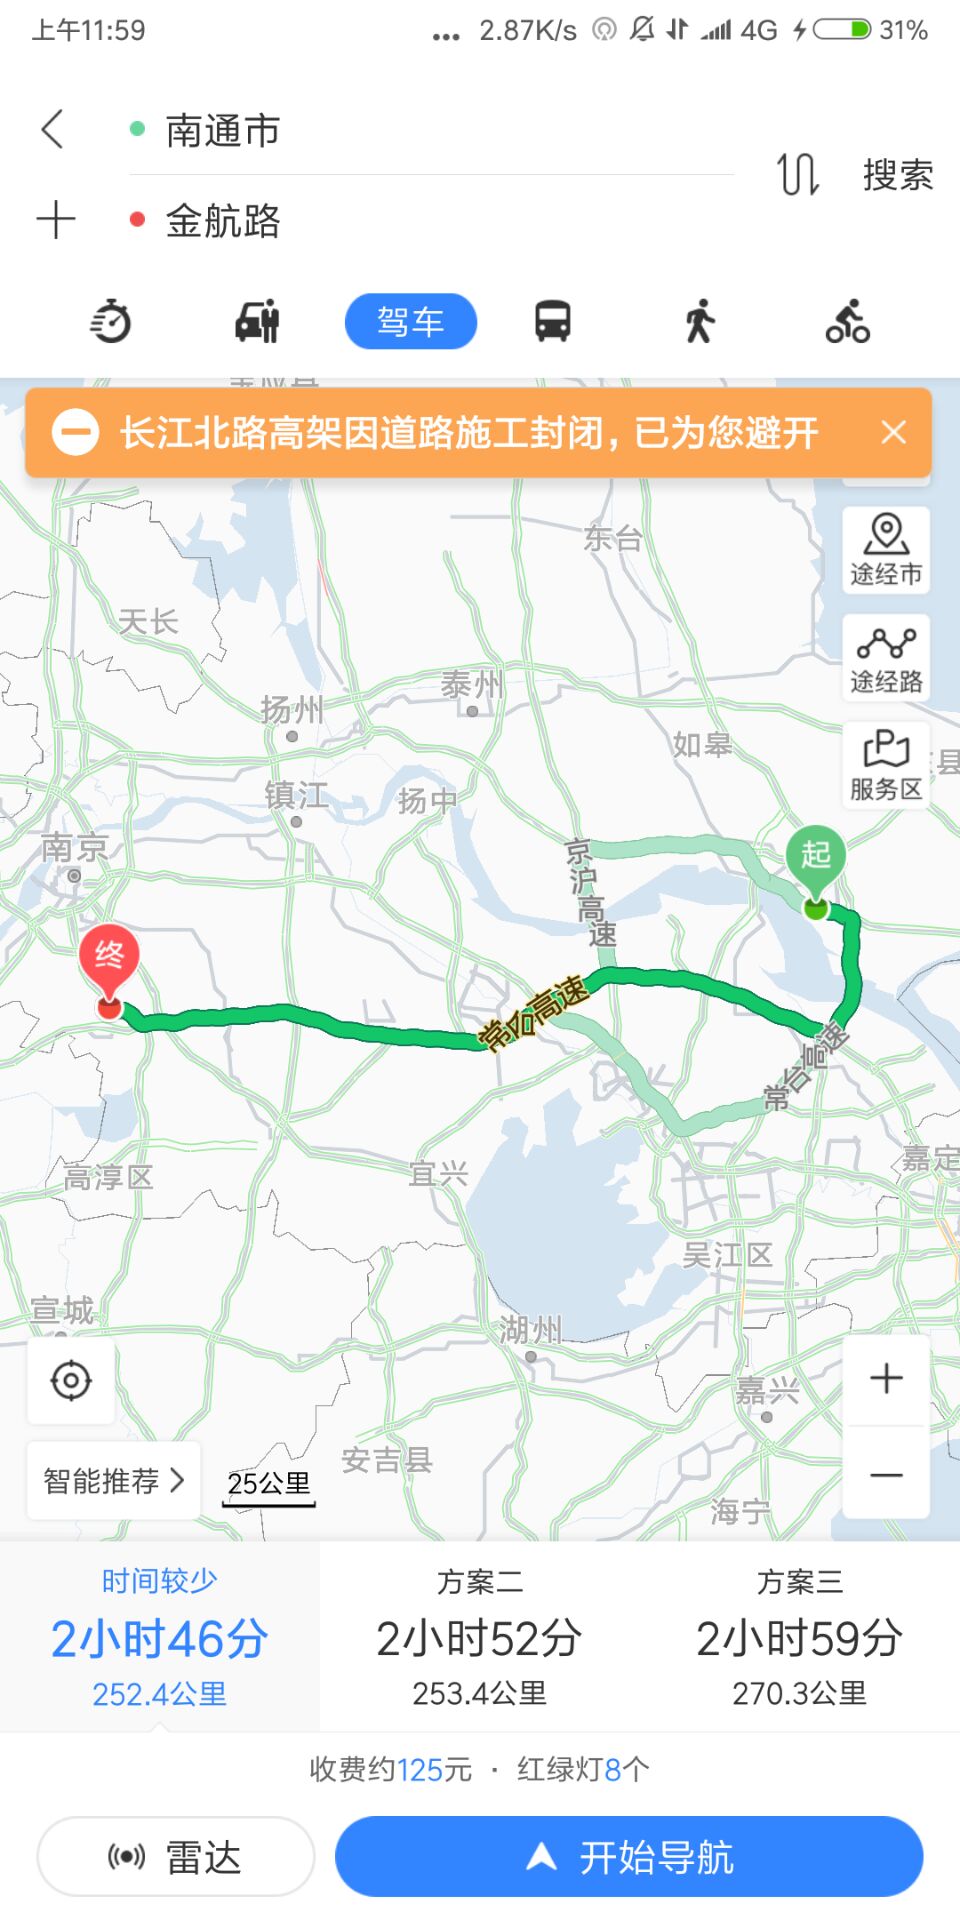 上午11:59
... 2.87K/s 4G 31%
南通市
金航路
搜索
驾车
长江北路高架因道路施工封闭，已为您避开
东台
途经市
天长
途经路
泰州
扬州
如皋
服务区
镇江
扬中
南京
京沪高速
起
终
常合高速
常台高速
高淳区
宜兴
嘉定
吴江区
宣城
湖州
嘉兴
安吉县
智能推荐
25公里
海宁
时间较少
2小时46分
252.4公里
方案二
2小时52分
253.4公里
方案三
2小时59分
270.3公里
收费约125元 · 红绿灯8个
雷达
开始导航